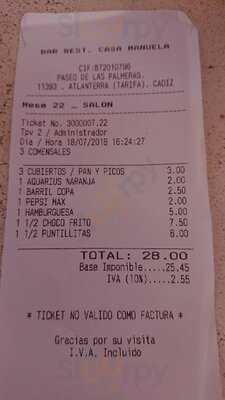 BAR REST. CASA MANUELA
CIF:B72010796
PASEO DE LAS PALMERAS.
11393 . ATLANTERRA (TARIFA). CADIZ
Mesa 22 _ SALON
Ticket No. 3000007.22
Tpv 2 / Administrador
Dia / Hora 18/07/2018 16:24:27
3 COMENSALES
3 CUBIERTOS / PAN Y PICOS 3.00
1 AQUARIUS NARANJA 2.00
1 BARRIL COPA 2.50
1 PEPSI MAX 2.00
1 HAMBURGUESA 5.00
1 1/2 CHOCO FRITO 7.50
1 1/2 PUNTILLITAS 6.00
TOTAL: 28.00
Base Imponible.....25.45
IVA (10%).....2.55
* TICKET NO VALIDO COMO FACTURA *
Gracias por su visita
I.V.A. Incluido